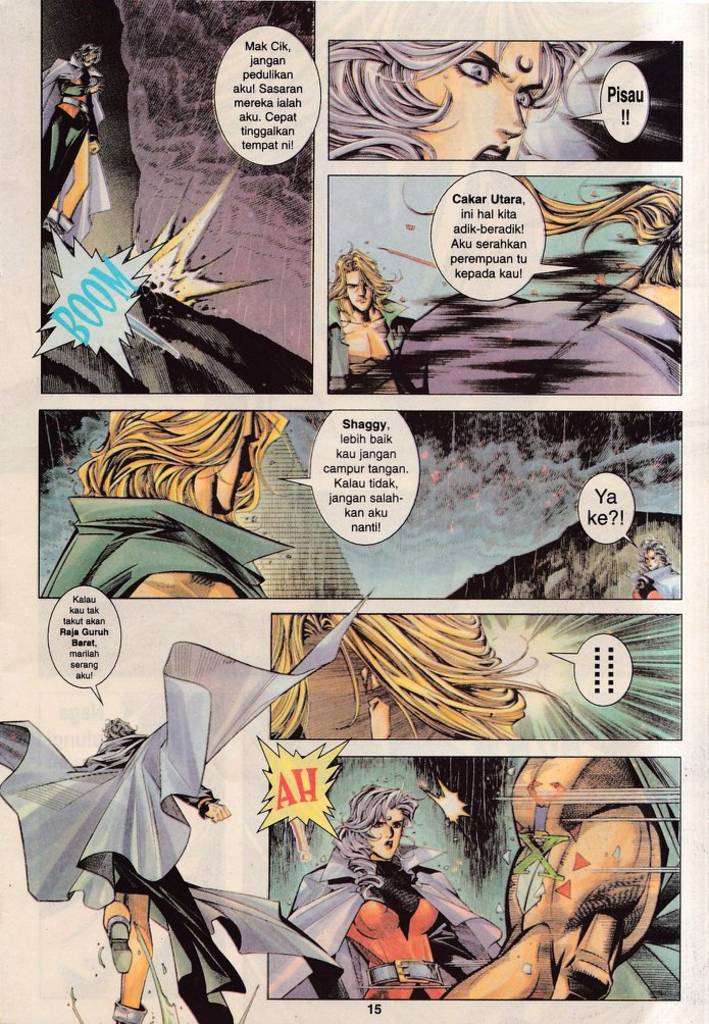 Mak Cik,
jangan
pedulikan
aku! Sasaran
mereka ialah
aku. Cepat
tinggalkan
tempat ni!
BOOM
Pisau
!!
Cakar Utara,
ini hal kita
adik-beradik!
Aku serahkan
perempuan tu
kepada kau!
Shaggy,
lebih baik
kau jangan
campur tangan.
Kalau tidak,
jangan salah-
kan aku
nanti!
Ya
ke?!
Kalau
kau tak
takut akan
Raja Guruh
Barat,
marilah
serang
aku!
AH
15